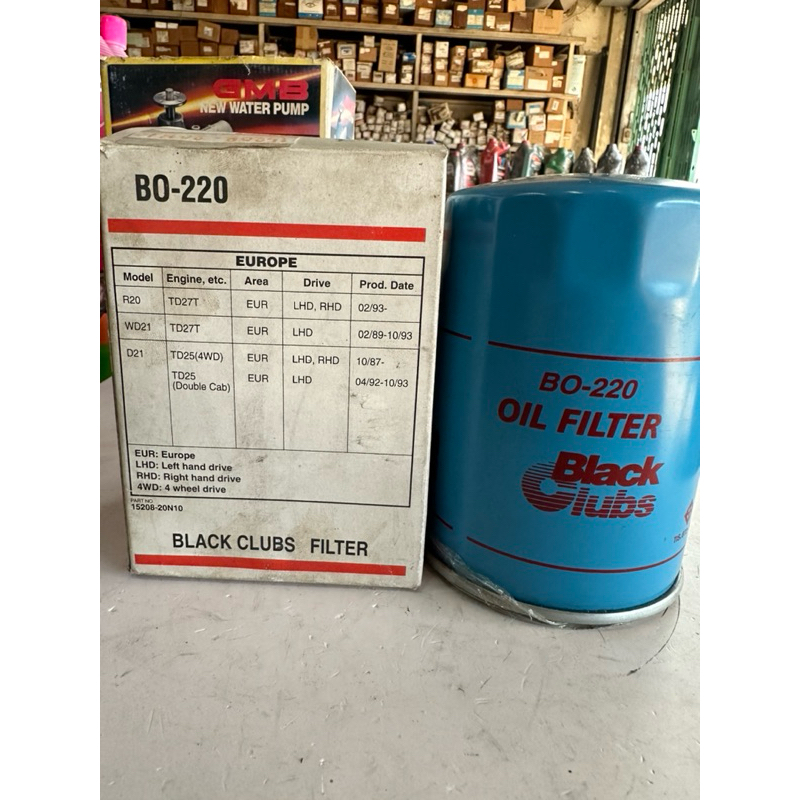 GMB
NEW WATER PUMP
BO-220
EUROPE
Model Engine, etc. Area Drive Prod. Date
R20 TD27T EUR LHD, RHD 02/93-
WD21 TD27T EUR LHD 02/89-10/93
D21 TD25(4WD) EUR LHD, RHD 10/87-
TD25 EUR LHD 04/92-10/93
(Double Cab)
EUR: Europe
LHD: Left hand drive
RHD: Right hand drive
4WD: 4 wheel drive
PART NO.
15208-20N10
BLACK CLUBS FILTER
BO-220
OIL FILTER
Black
Clubs